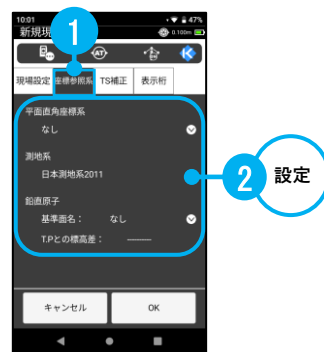 10:01
47%
新規現
1
0.100m
AT
現場設定 座標参照系 TS補正 表示桁
平面直角座標系
なし
測地系
日本測地系2011
2 設定
鉛直原子
基準面名： なし
T.Pとの標高差： ―――
キャンセル OK